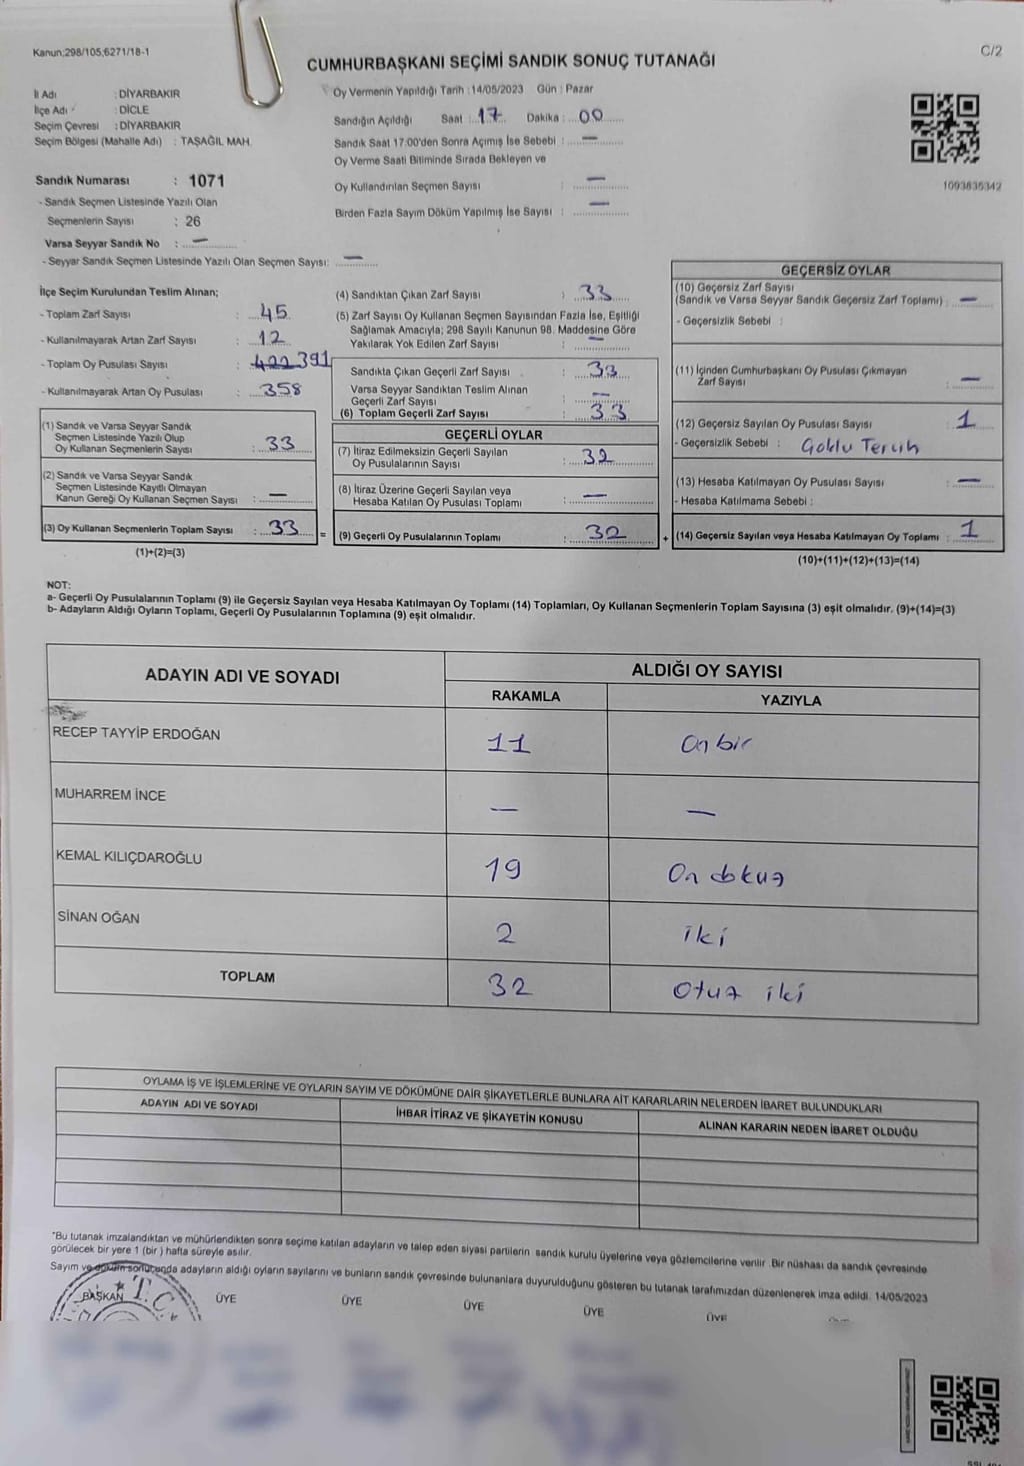 Kanun;298/105;6271/18-1
C/2
CUMHURBAŞKANI SEÇİMİ SANDIK SONUÇ TUTANAĞI
İl Adı : DİYARBAKIR
İlçe Adı : DİCLE
Seçim Çevresi : DİYARBAKIR
Seçim Bölgesi (Mahalle Adı) : TAŞAĞIL MAH.
Oy Vermenin Yapıldığı Tarih :14/05/2023 Gün : Pazar
Sandığın Açıldığı Saat : 17 Dakika : 00
Sandık Saat 17:00'den Sonra Açımış İse Sebebi : —
Oy Verme Saati Bitiminde Sırada Bekleyen ve
Oy Kullandırılan Seçmen Sayısı : —
Birden Fazla Sayım Döküm Yapılmış İse Sayısı : —
1093835342
Sandık Numarası : 1071
- Sandık Seçmen Listesinde Yazılı Olan
Seçmenlerin Sayısı : 26
Varsa Seyyar Sandık No : —
- Seyyar Sandık Seçmen Listesinde Yazılı Olan Seçmen Sayısı: —
İlçe Seçim Kurulundan Teslim Alınan;
- Toplam Zarf Sayısı : 45
- Kullanılmayarak Artan Zarf Sayısı : 12
- Toplam Oy Pusulası Sayısı : 422 391
- Kullanılmayarak Artan Oy Pusulası : 358
(1) Sandık ve Varsa Seyyar Sandık
Seçmen Listesinde Yazılı Olup
Oy Kullanan Seçmenlerin Sayısı : 33
(2) Sandık ve Varsa Seyyar Sandık
Seçmen Listesinde Kayıtlı Olmayan
Kanun Gereği Oy Kullanan Seçmen Sayısı : —
(3) Oy Kullanan Seçmenlerin Toplam Sayısı : 33 =
(1)+(2)=(3)
(4) Sandıktan Çıkan Zarf Sayısı : 33
(5) Zarf Sayısı Oy Kullanan Seçmen Sayısından Fazla İse, Eşitliği
Sağlamak Amacıyla; 298 Sayılı Kanunun 98. Maddesine Göre
Yakılarak Yok Edilen Zarf Sayısı : —
Sandıkta Çıkan Geçerli Zarf Sayısı : 33
Varsa Seyyar Sandıktan Teslim Alınan
Geçerli Zarf Sayısı : —
(6) Toplam Geçerli Zarf Sayısı : 33
GEÇERLİ OYLAR
(7) İtiraz Edilmeksizin Geçerli Sayılan
Oy Pusulalarının Sayısı : 32
(8) İtiraz Üzerine Geçerli Sayılan veya
Hesaba Katılan Oy Pusulası Toplamı : —
(9) Geçerli Oy Pusulalarının Toplamı : 32 +
GEÇERSİZ OYLAR
(10) Geçersiz Zarf Sayısı
(Sandık ve Varsa Seyyar Sandık Geçersiz Zarf Toplamı) : —
- Geçersizlik Sebebi :
(11) İçinden Cumhurbaşkanı Oy Pusulası Çıkmayan
Zarf Sayısı : —
(12) Geçersiz Sayılan Oy Pusulası Sayısı : 1
- Geçersizlik Sebebi : Goklu Tercih
(13) Hesaba Katılmayan Oy Pusulası Sayısı : —
- Hesaba Katılmama Sebebi :
(14) Geçersiz Sayılan veya Hesaba Katılmayan Oy Toplamı : 1
(10)+(11)+(12)+(13)=(14)
NOT:
a- Geçerli Oy Pusulalarının Toplamı (9) ile Geçersiz Sayılan veya Hesaba Katılmayan Oy Toplamı (14) Toplamları, Oy Kullanan Seçmenlerin Toplam Sayısına (3) eşit olmalıdır. (9)+(14)=(3)
b- Adayların Aldığı Oyların Toplamı, Geçerli Oy Pusulalarının Toplamına (9) eşit olmalıdır.
ADAYIN ADI VE SOYADI
ALDIĞI OY SAYISI
RAKAMLA YAZIYLA
RECEP TAYYİP ERDOĞAN 11 On bir
MUHARREM İNCE — —
KEMAL KILIÇDAROĞLU 19 On dokuz
SİNAN OĞAN 2 iki
TOPLAM 32 Otuz iki
OYLAMA İŞ VE İŞLEMLERİNE VE OYLARIN SAYIM VE DÖKÜMÜNE DAİR ŞİKAYETLERLE BUNLARA AİT KARARLARIN NELERDEN İBARET BULUNDUKLARI
ADAYIN ADI VE SOYADI
İHBAR İTİRAZ VE ŞİKAYETİN KONUSU
ALINAN KARARIN NEDEN İBARET OLDUĞU
"Bu tutanak imzalandıktan ve mühürlendikten sonra seçime katılan adayların ve talep eden siyasi partilerin sandık kurulu üyelerine veya gözlemcilerine verilir. Bir nüshası da sandık çevresinde
görülecek bir yere 1 (bir) hafta süreyle asılır.
Sayım ve döküm sonucunda adayların aldığı oyların sayılarını ve bunların sandık çevresinde bulunanlara duyurulduğunu gösteren bu tutanak tarafımızdan düzenlenerek imza edildi. 14/05/2023
BAŞKAN ÜYE ÜYE ÜYE ÜYE ÜYE
T.C.